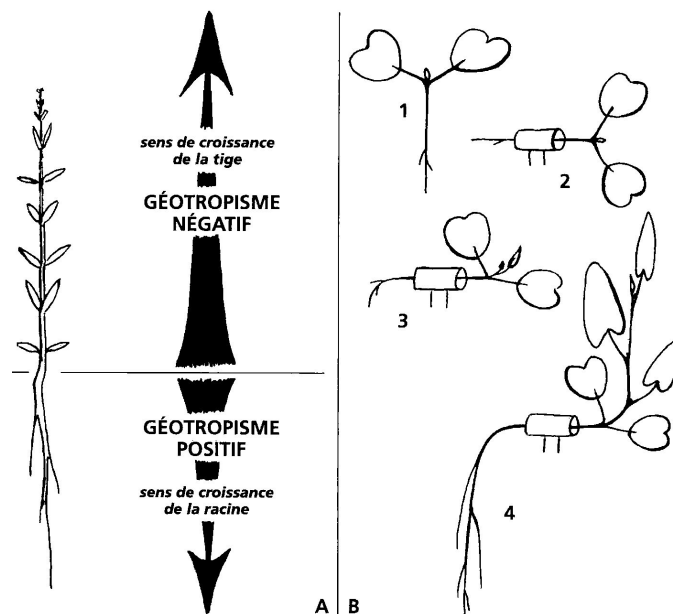 sens de croissance
de la tige
GÉOTROPISME
NÉGATIF
GÉOTROPISME
POSITIF
sens de croissance
de la racine
A
1
2
3
4
B